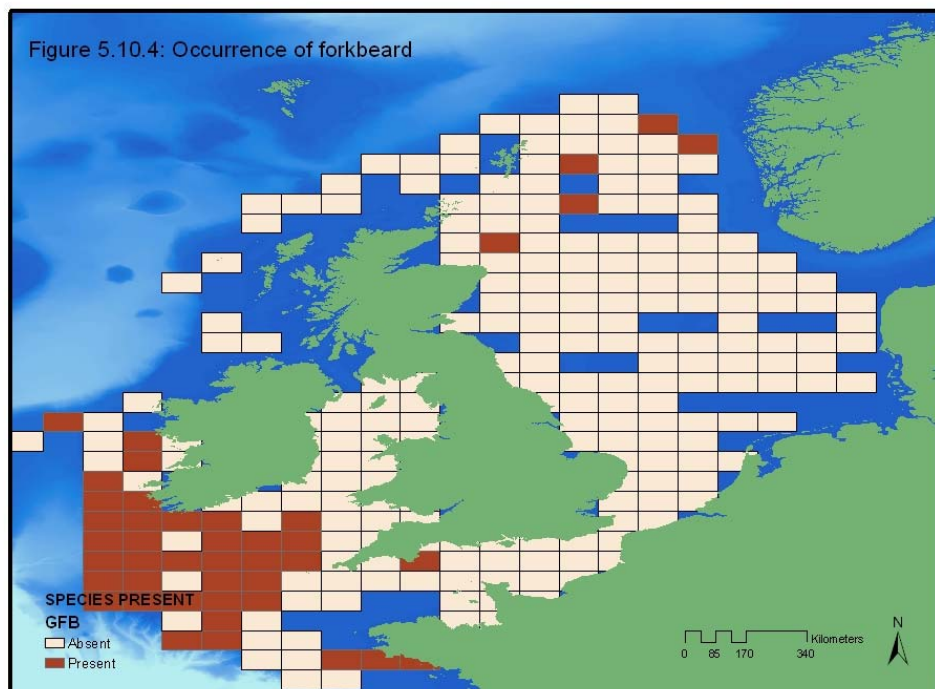 Figure 5.10.4: Occurrence of forkbeard
SPECIES PRESENT
GFB
Absent
Present
N
Kilometers
0 85 170 340